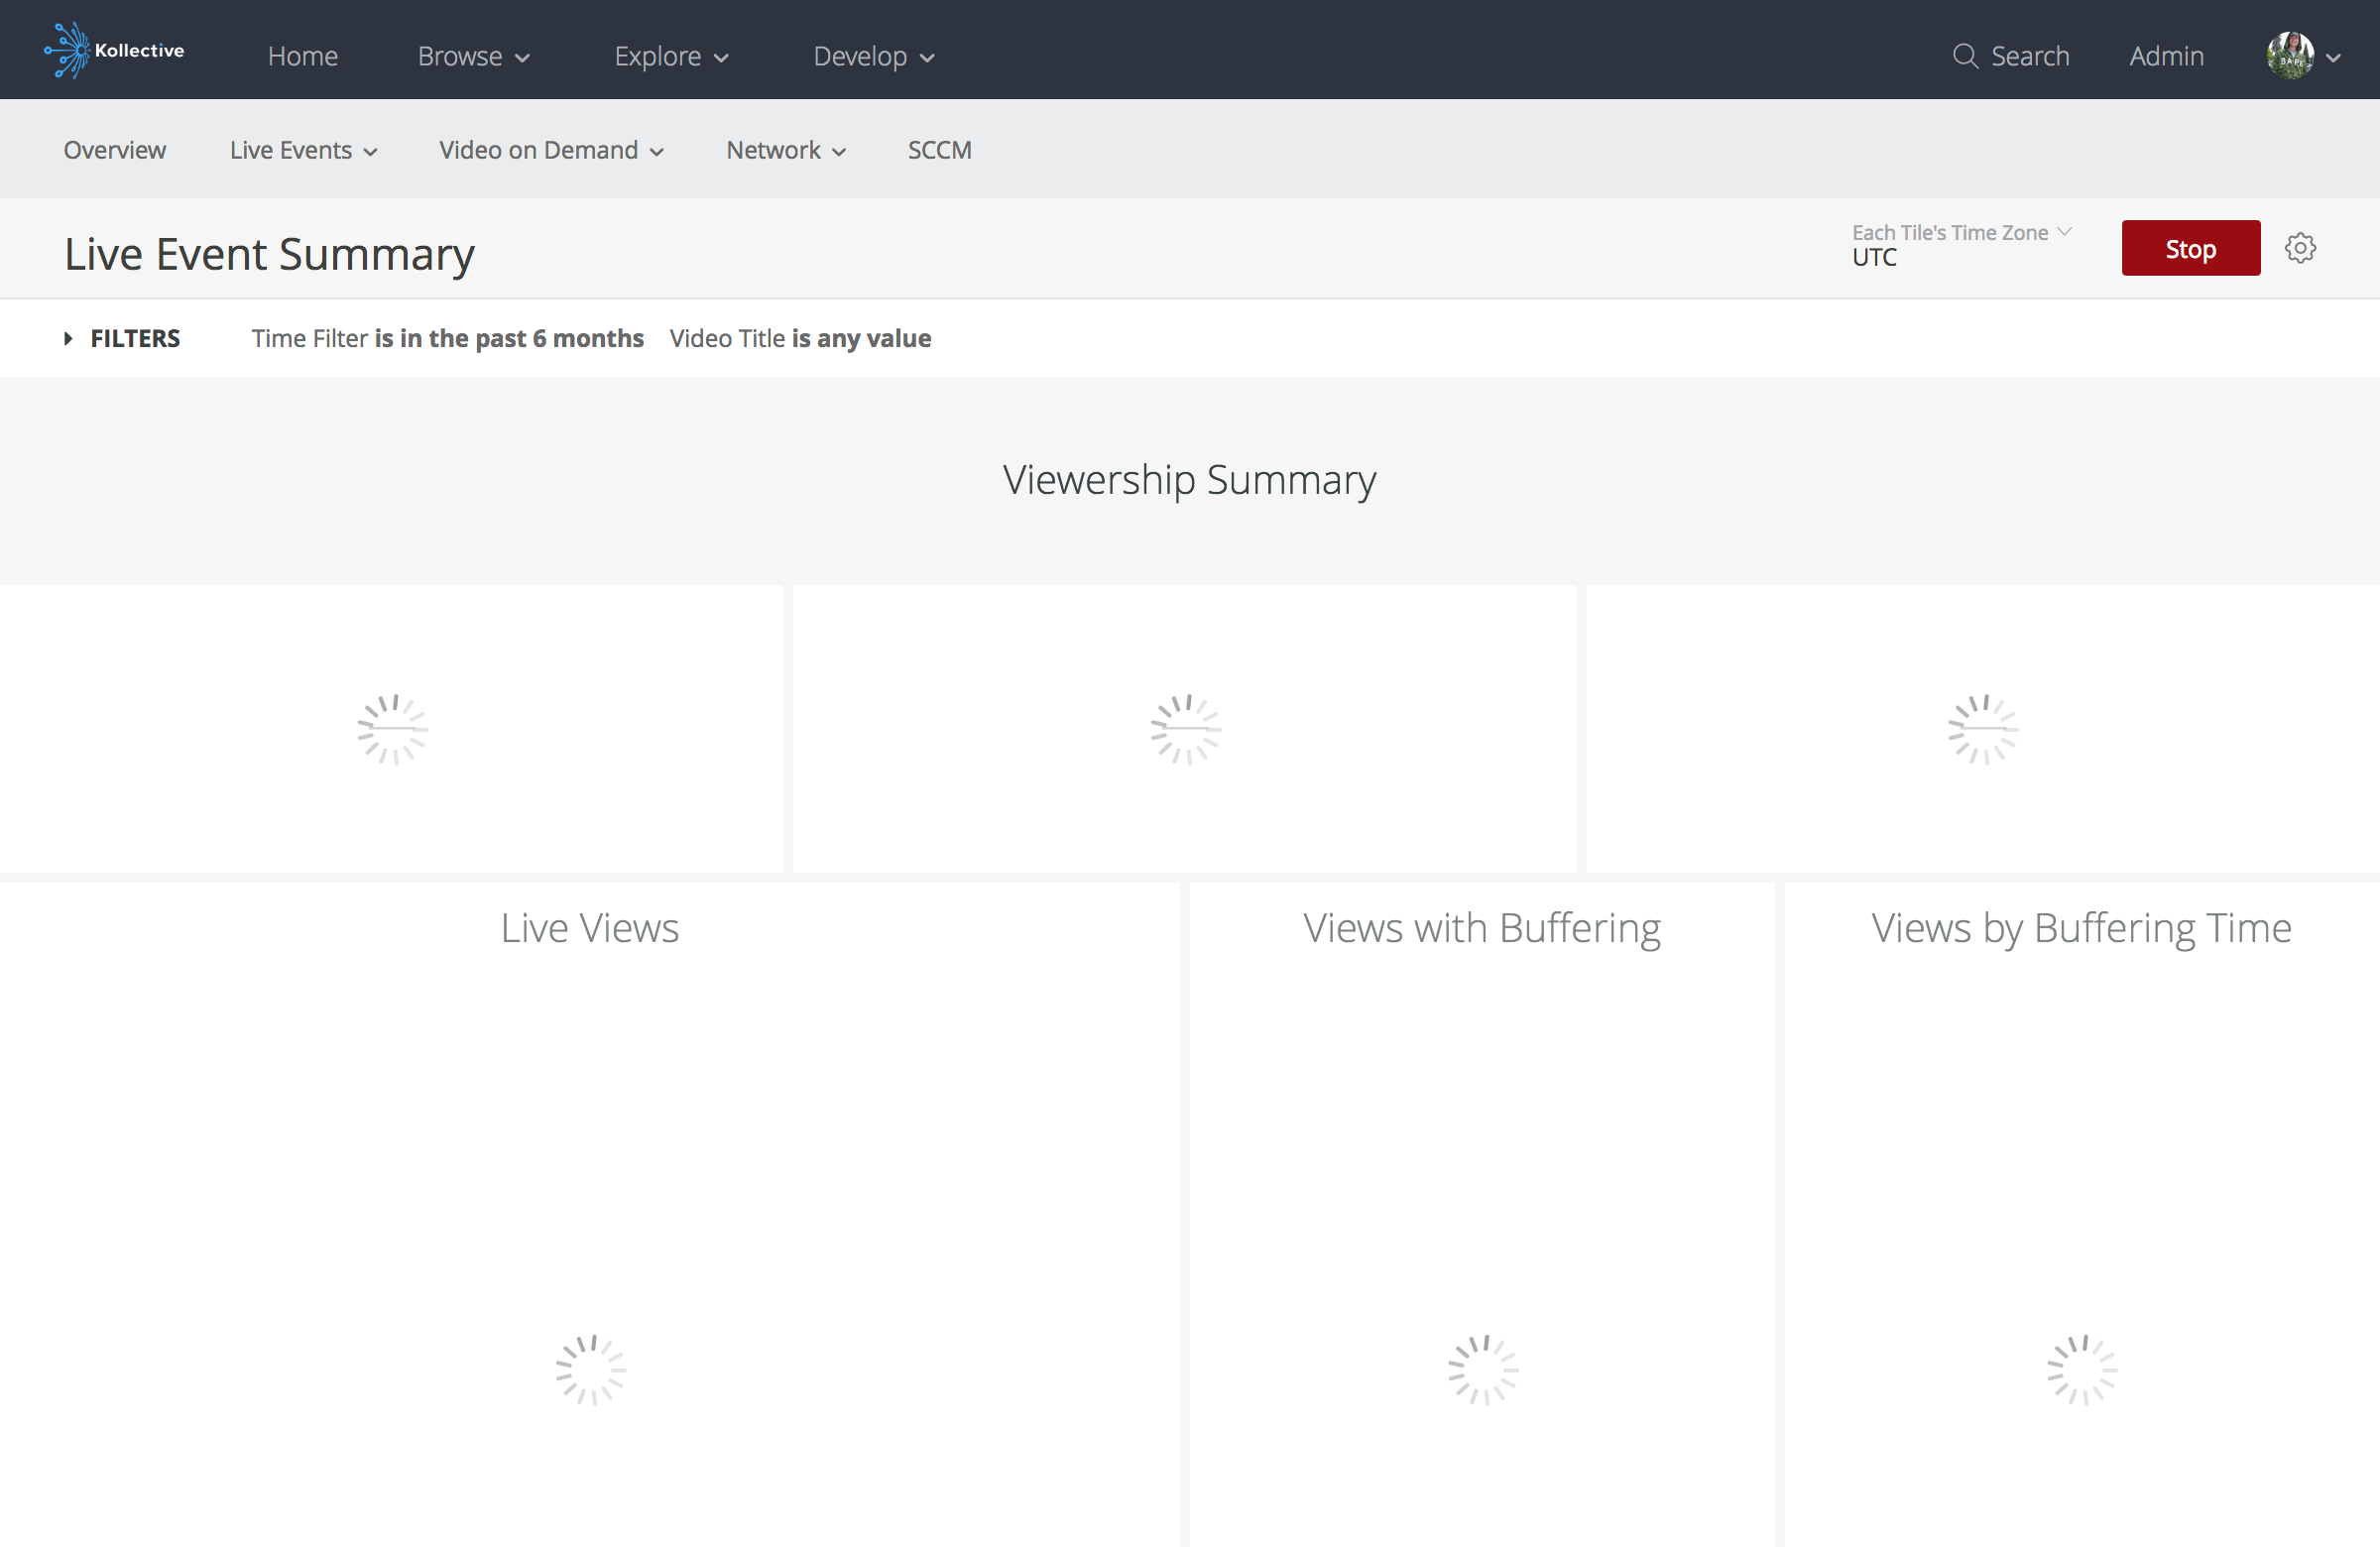 Kollective
Home Browse Explore Develop Search Admin
Overview Live Events Video on Demand Network SCCM
Live Event Summary
Each Tile's Time Zone
UTC
Stop
FILTERS Time Filter is in the past 6 months Video Title is any value
Viewership Summary
Live Views Views with Buffering Views by Buffering Time